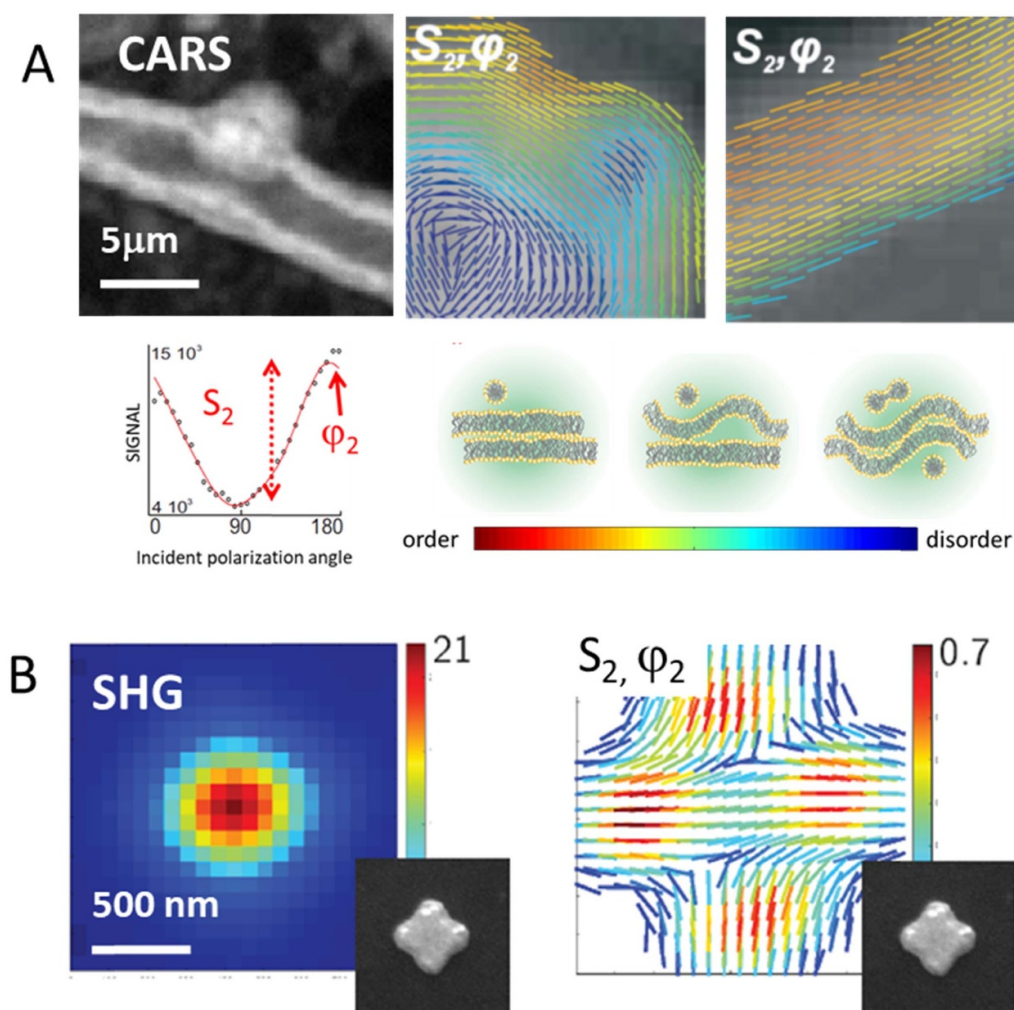 A
CARS
5µm
S2,φ2
S2,φ2
15 10³
4 10³
SIGNAL
S2
φ2
0
90
180
Incident polarization angle
order
disorder
B
SHG
500 nm
21
S2, φ2
0.7